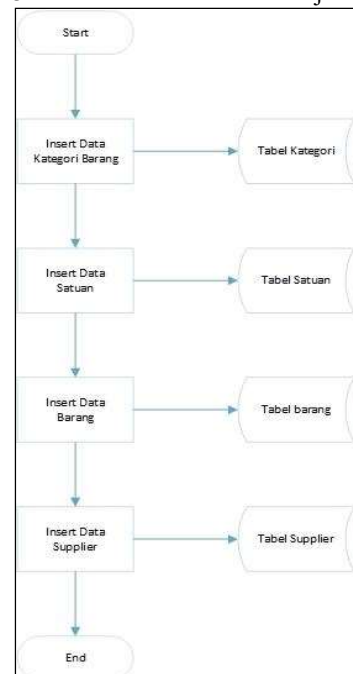 Start
Insert Data
Kategori Barang
Tabel Kategori
Insert Data
Satuan
Tabel Satuan
Insert Data
Barang
Tabel barang
Insert Data
Supplier
Tabel Supplier
End